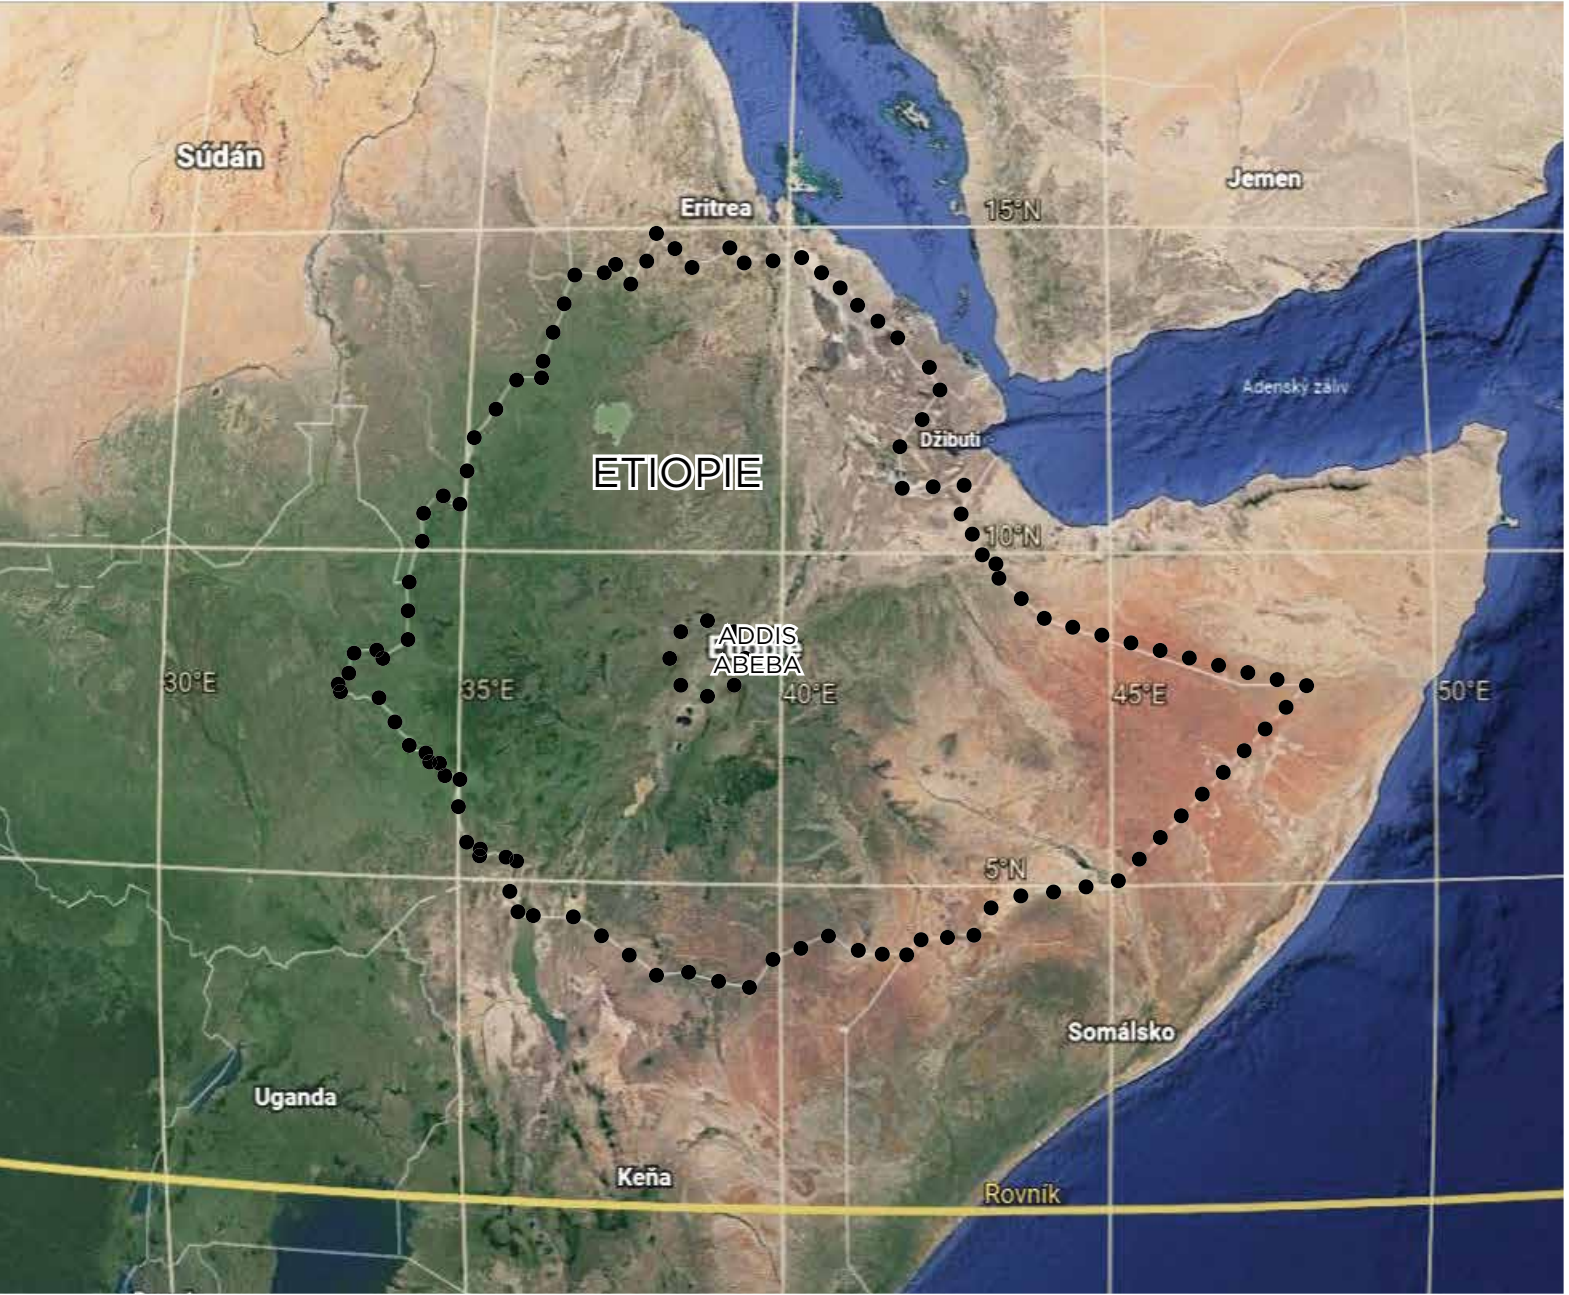 Súdán
Jemen
Eritrea
15°N
Adenský záliv
Džibuti
ETIOPIE
10°N
ADDIS
ABEBA
30°E
35°E
40°E
45°E
50°E
5°N
Somálsko
Uganda
Keňa
Rovník